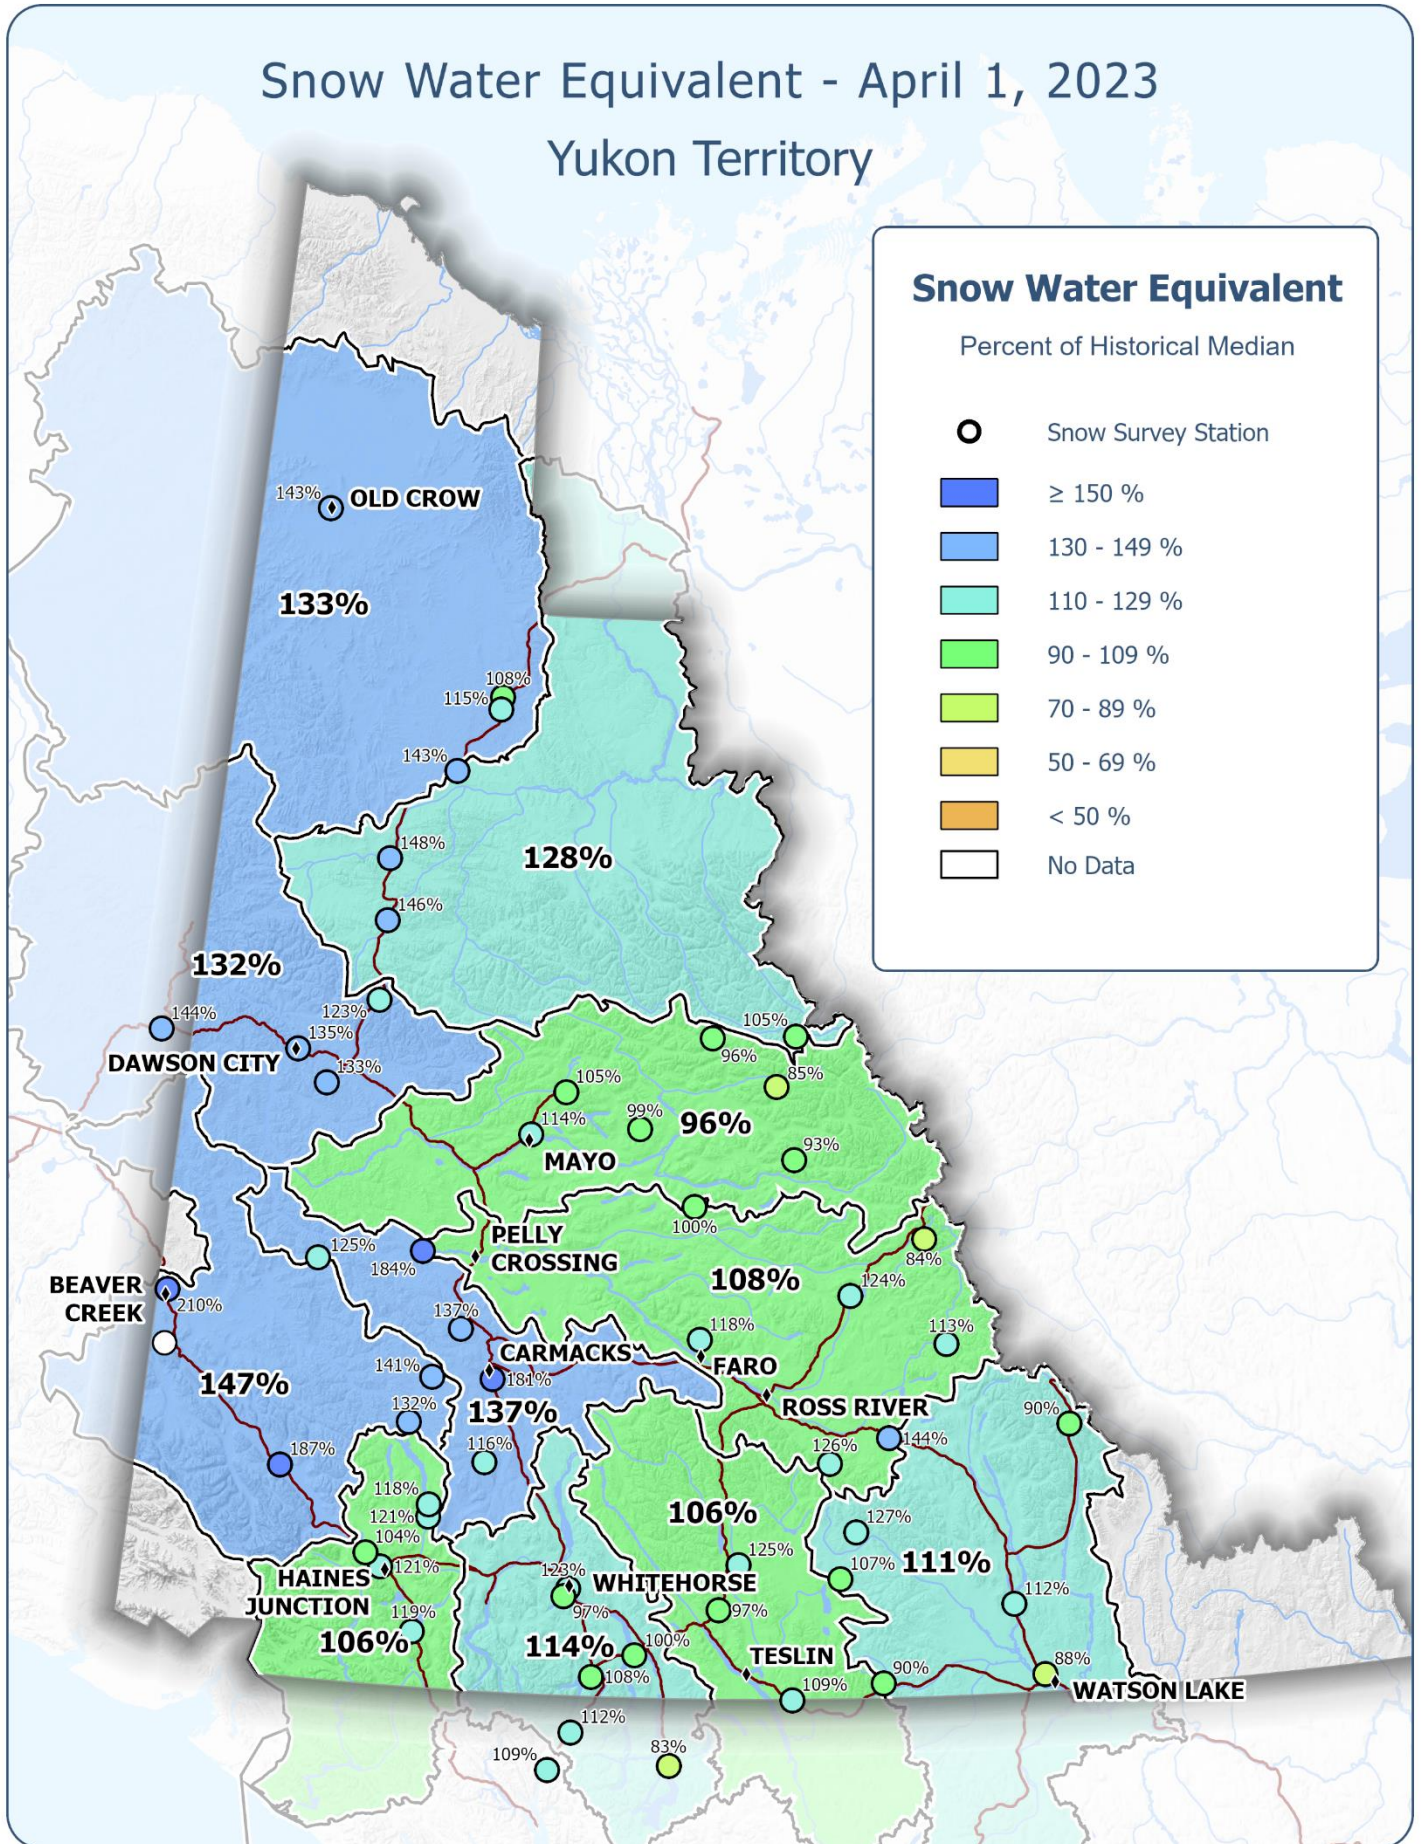 Snow Water Equivalent - April 1, 2023
Yukon Territory
Snow Water Equivalent
Percent of Historical Median
Snow Survey Station
≥ 150 %
130 - 149 %
110 - 129 %
90 - 109 %
70 - 89 %
50 - 69 %
< 50 %
No Data
143%
OLD CROW
133%
108%
115%
143%
148%
128%
146%
132%
123%
144%
135%
DAWSON CITY
133%
105%
96%
85%
105%
114%
99%
96%
93%
MAYO
100%
PELLY
CROSSING
125%
184%
84%
108%
124%
BEAVER
CREEK
210%
137%
118%
113%
CARMACKS
FARO
141%
181%
147%
132%
137%
ROSS RIVER
90%
144%
187%
116%
126%
118%
121%
106%
127%
104%
121%
125%
107%
111%
HAINES
JUNCTION
123%
WHITEHORSE
97%
97%
112%
119%
106%
114%
100%
108%
TESLIN
109%
90%
88%
WATSON LAKE
112%
109%
83%